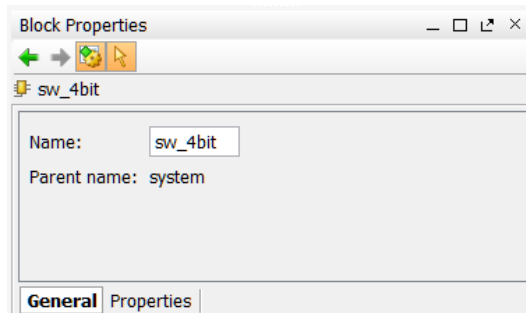 Block Properties
sw_4bit
Name: sw_4bit
Parent name: system
General Properties